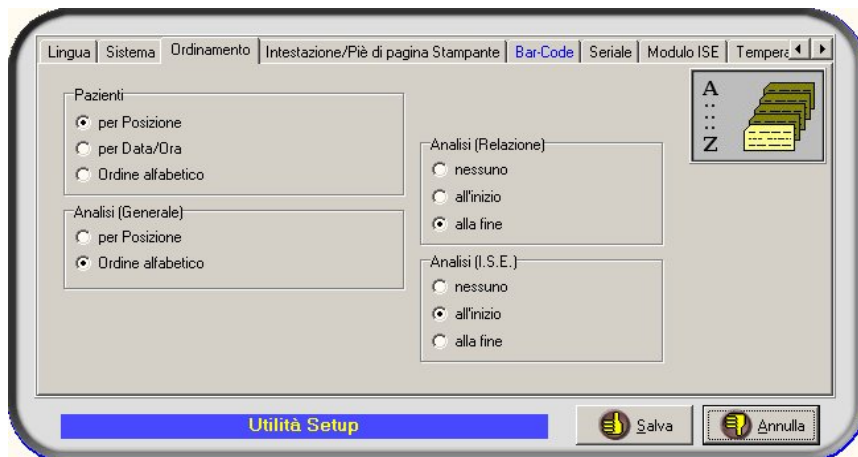 Lingua
Sistema
Ordinamento
Intestazione/Piè di pagina Stampante
Bar-Code
Seriale
Modulo ISE
Tempera
Pazienti
per Posizione
per Data/Ora
Ordine alfabetico
Analisi (Generale)
per Posizione
Ordine alfabetico
Analisi (Relazione)
nessuno
all'inizio
alla fine
Analisi (I.S.E.)
nessuno
all'inizio
alla fine
A
Z
Utilità Setup
Salva
Annulla